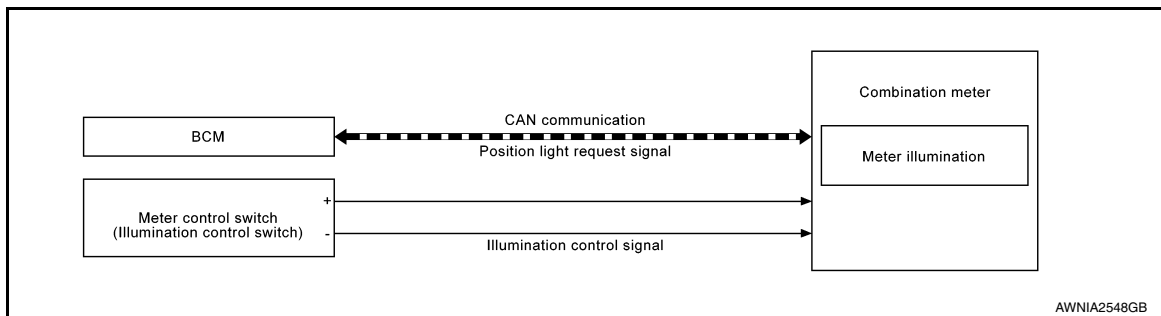 Combination meter
CAN communication
BCM
Position light request signal
Meter illumination
+
Meter control switch
(Illumination control switch)
-
Illumination control signal
AWNIA2548GB